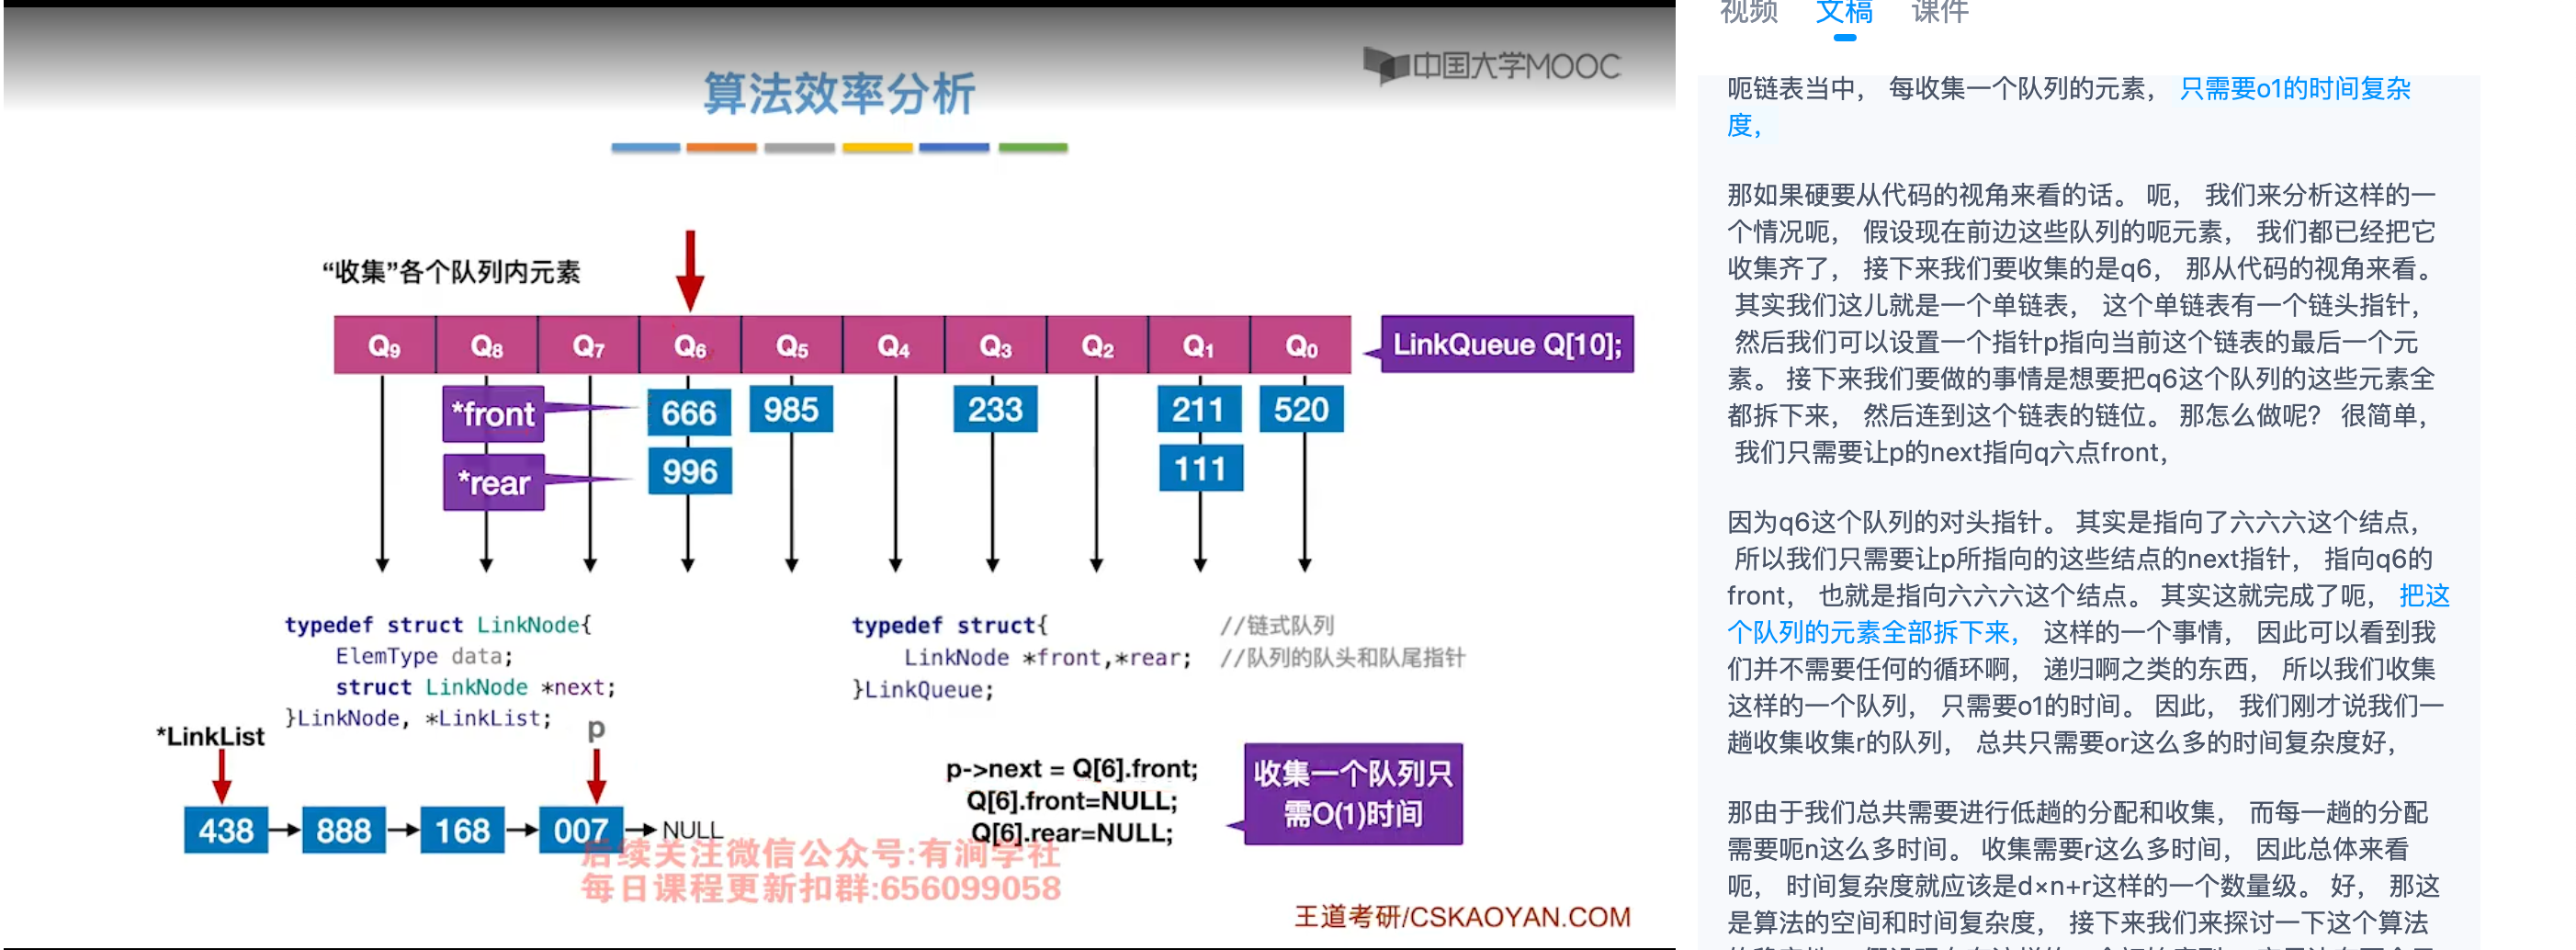 中国大学MOOC
算法效率分析
“收集”各个队列内元素
Q₉ Q₈ Q₇ Q₆ Q₅ Q₄ Q₃ Q₂ Q₁ Q₀
LinkQueue Q[10];
*front 666 985 233 211 520
*rear 996 111
typedef struct LinkNode{
ElemType data;
struct LinkNode *next;
}LinkNode, *LinkList;
typedef struct{ //链式队列
LinkNode *front,*rear; //队列的队头和队尾指针
}LinkQueue;
*LinkList
p
438 888 168 007 NULL
p->next = Q[6].front;
Q[6].front=NULL;
Q[6].rear=NULL;
收集一个队列只
需O(1)时间
后续关注微信公众号:有涧学社
每日课程更新扣群:656099058
王道考研/CSKAOYAN.COM
视频 文稿 课件
呃链表当中， 每收集一个队列的元素， 只需要o1的时间复杂
度，
那如果硬要从代码的视角来看的话。 呃， 我们来分析这样的一
个情况呃， 假设现在前边这些队列的呃元素， 我们都已经把它
收集齐了， 接下来我们要收集的是q6， 那从代码的视角来看。
其实我们这儿就是一个单链表， 这个单链表有一个链头指针，
然后我们可以设置一个指针p指向当前这个链表的最后一个元
素。 接下来我们要做的事情是想要把q6这个队列的这些元素全
都拆下来， 然后连到这个链表的链位。 那怎么做呢？ 很简单，
我们只需要让p的next指向q六点front，
因为q6这个队列的对头指针。 其实是指向了六六六这个结点，
所以我们只需要让p所指向的这些结点的next指针， 指向q6的
front， 也就是指向六六六这个结点。 其实这就完成了呃， 把这
个队列的元素全部拆下来， 这样的一个事情， 因此可以看到我
们并不需要任何的循环啊， 递归啊之类的东西， 所以我们收集
这样的一个队列， 只需要o1的时间。 因此， 我们刚才说我们一
趟收集收集r的队列， 总共只需要or这么多的时间复杂度好，
那由于我们总共需要进行低趟的分配和收集， 而每一趟的分配
需要呃n这么多时间。 收集需要r这么多时间， 因此总体来看
呃， 时间复杂度就应该是d×n+r这样的一个数量级。 好， 那这
是算法的空间和时间复杂度， 接下来我们来探讨一下这个算法